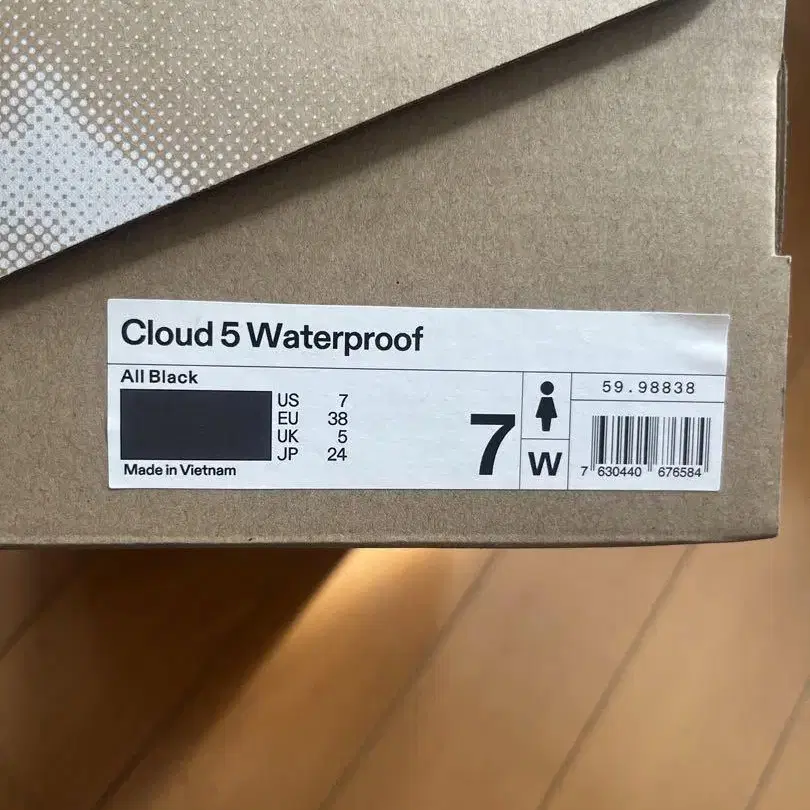 Cloud 5 Waterproof
All Black
US 7
EU 38
UK 5
JP 24
Made in Vietnam
7
W
59.98838
7 630440 676584